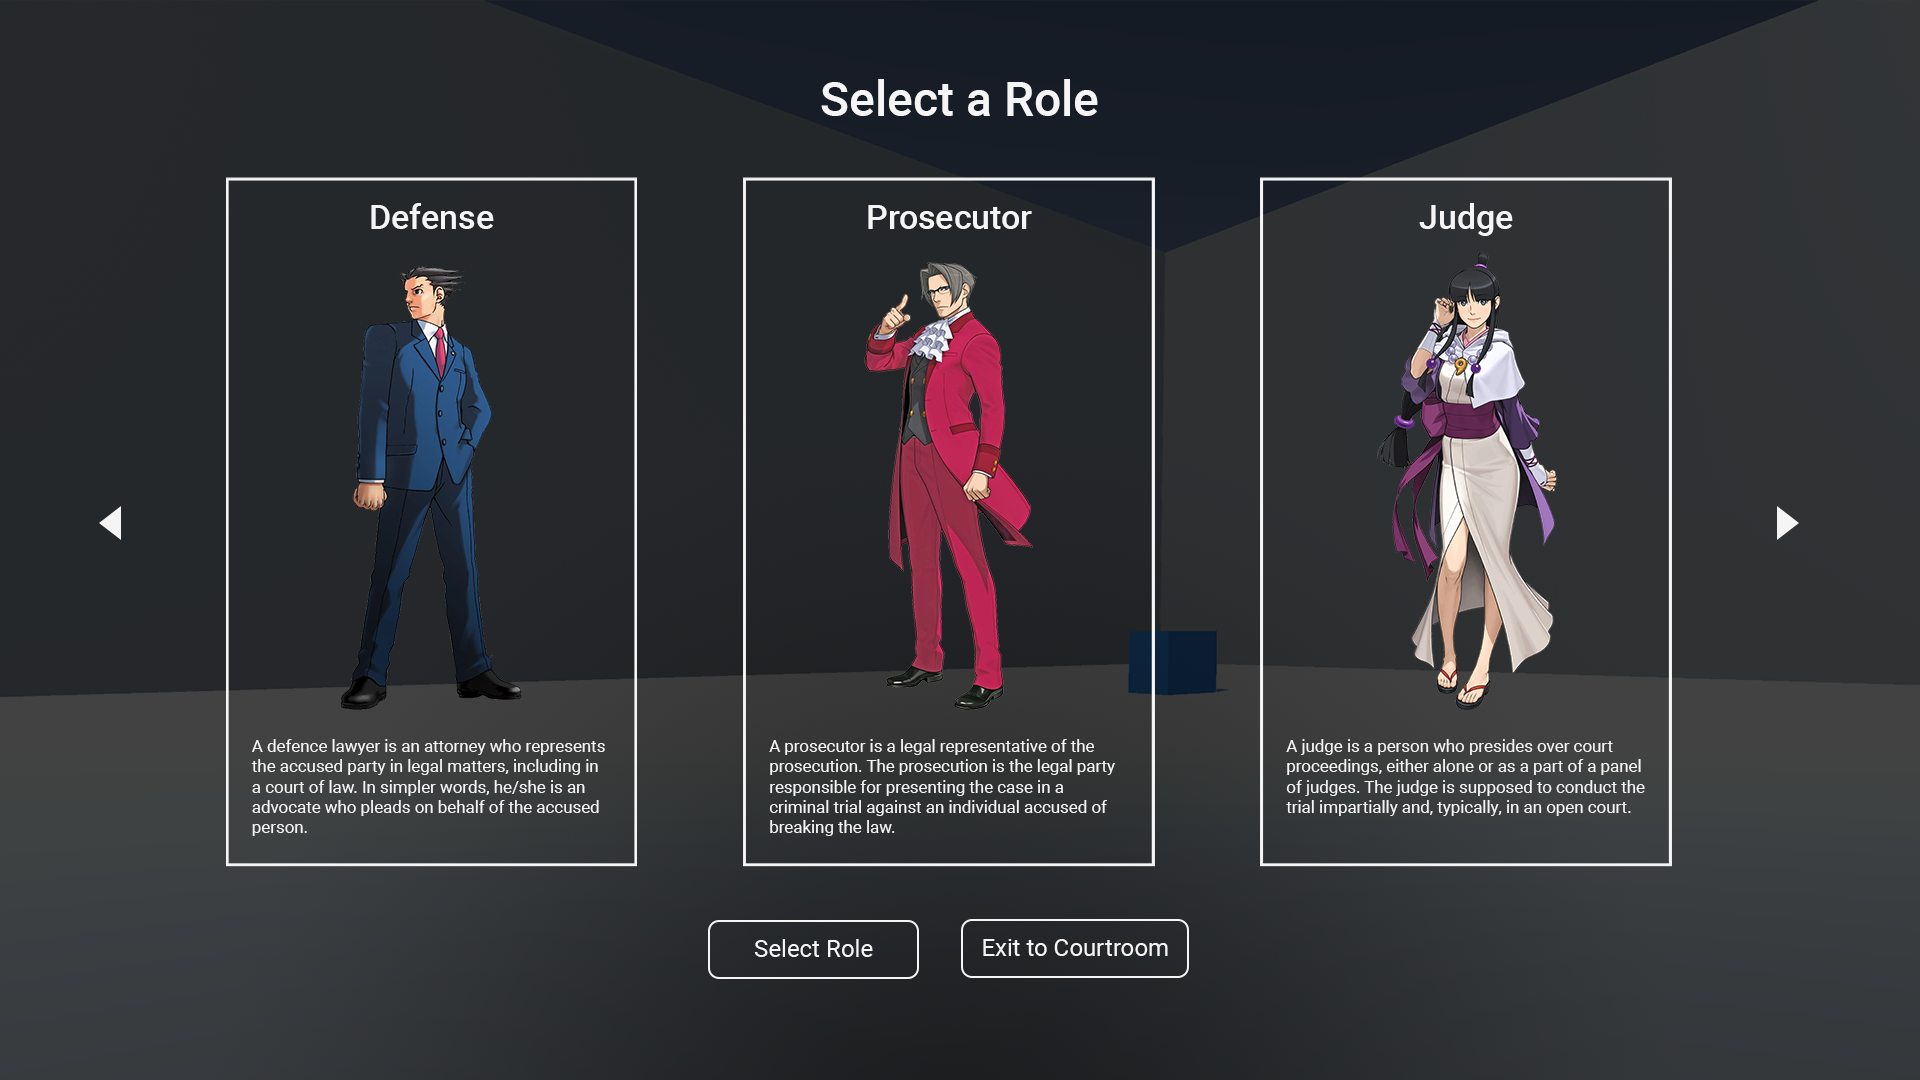 Select a Role
Defense
A defence lawyer is an attorney who represents
the accused party in legal matters, including in
a court of law. In simpler words, he/she is an
advocate who pleads on behalf of the accused
person.
Prosecutor
A prosecutor is a legal representative of the
prosecution. The prosecution is the legal party
responsible for presenting the case in a
criminal trial against an individual accused of
breaking the law.
Judge
A judge is a person who presides over court
proceedings, either alone or as a part of a panel
of judges. The judge is supposed to conduct the
trial impartially and, typically, in an open court.
Select Role
Exit to Courtroom